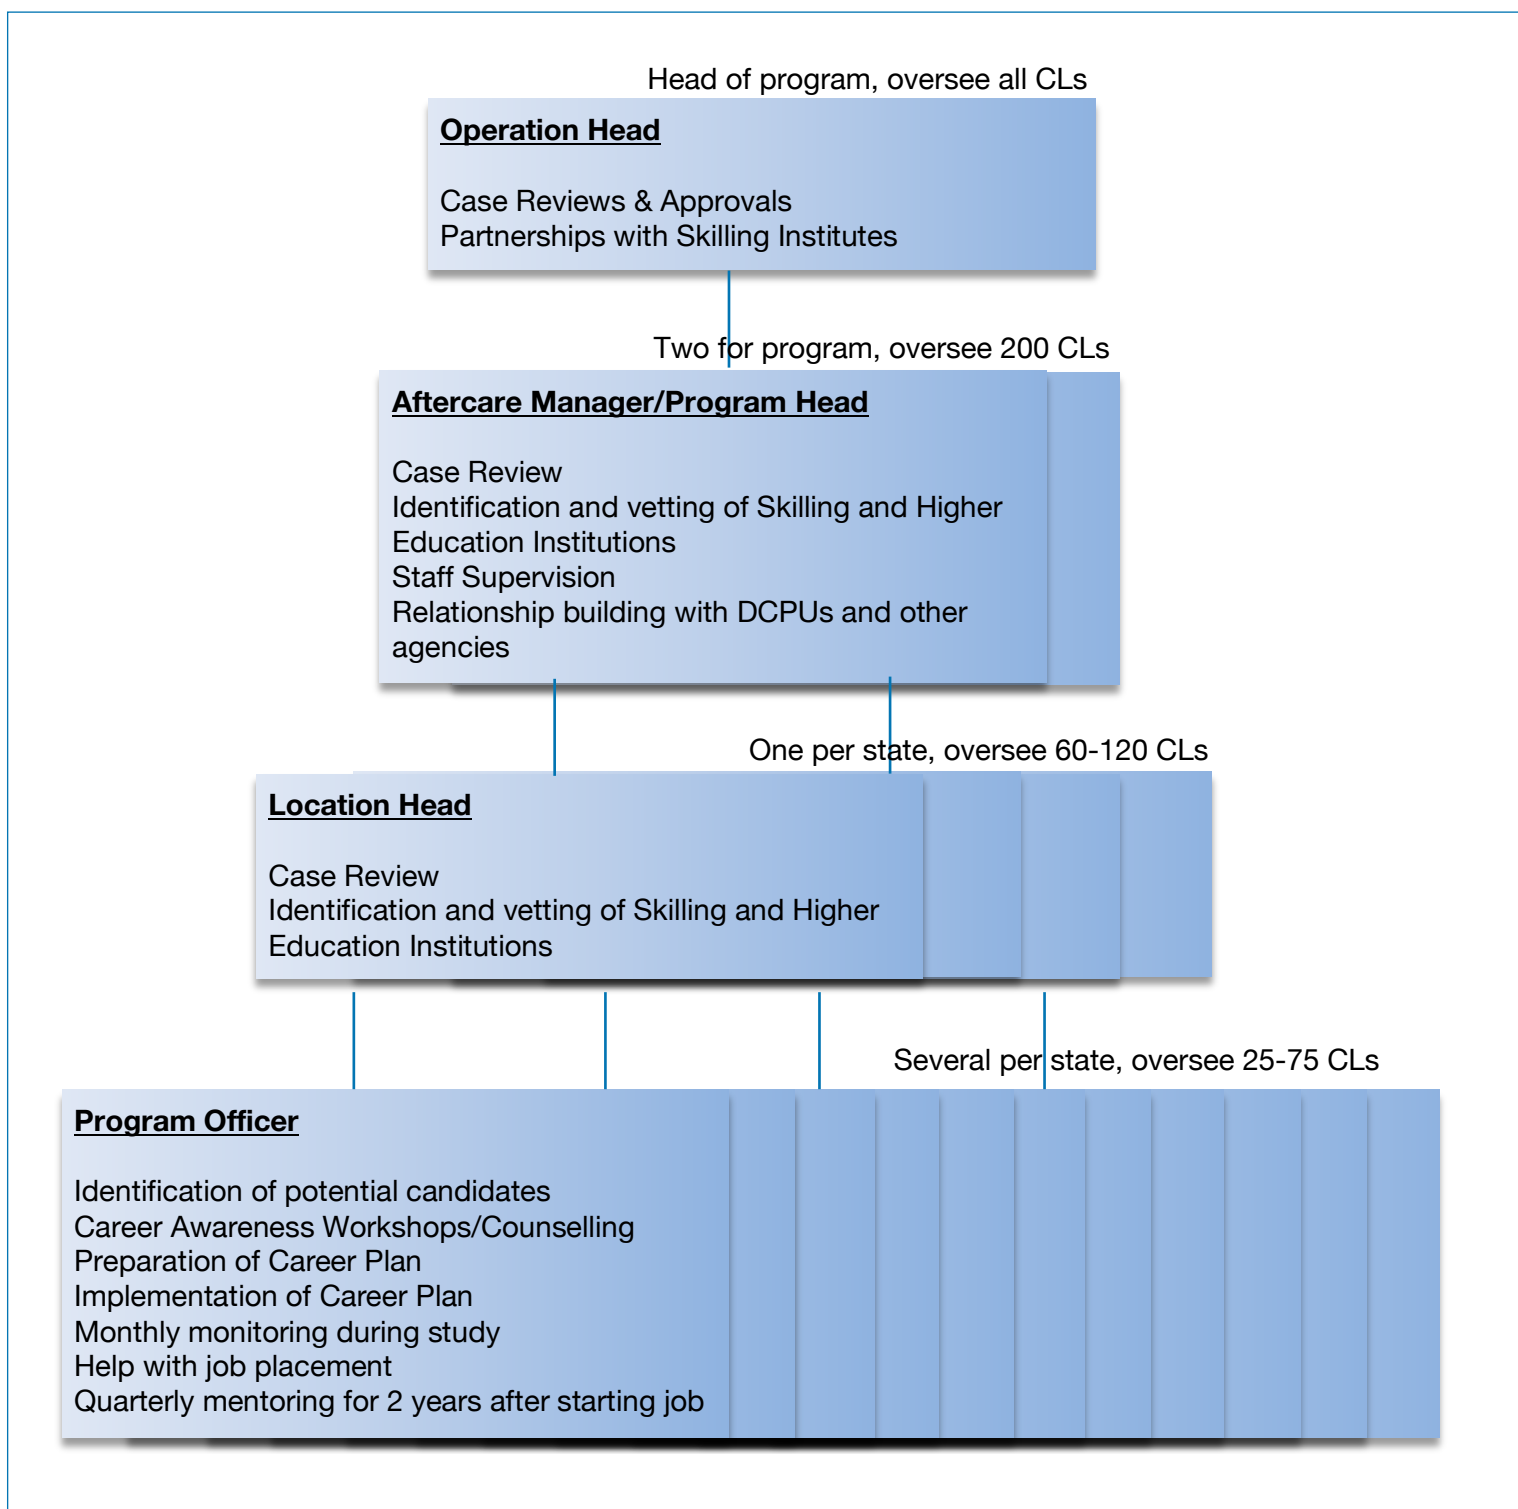 Head of program, oversee all CLs
Operation Head
Case Reviews & Approvals
Partnerships with Skilling Institutes
Two for program, oversee 200 CLs
Aftercare Manager/Program Head
Case Review
Identification and vetting of Skilling and Higher
Education Institutions
Staff Supervision
Relationship building with DCPUs and other
agencies
One per state, oversee 60-120 CLs
Location Head
Case Review
Identification and vetting of Skilling and Higher
Education Institutions
Several per state, oversee 25-75 CLs
Program Officer
Identification of potential candidates
Career Awareness Workshops/Counselling
Preparation of Career Plan
Implementation of Career Plan
Monthly monitoring during study
Help with job placement
Quarterly mentoring for 2 years after starting job